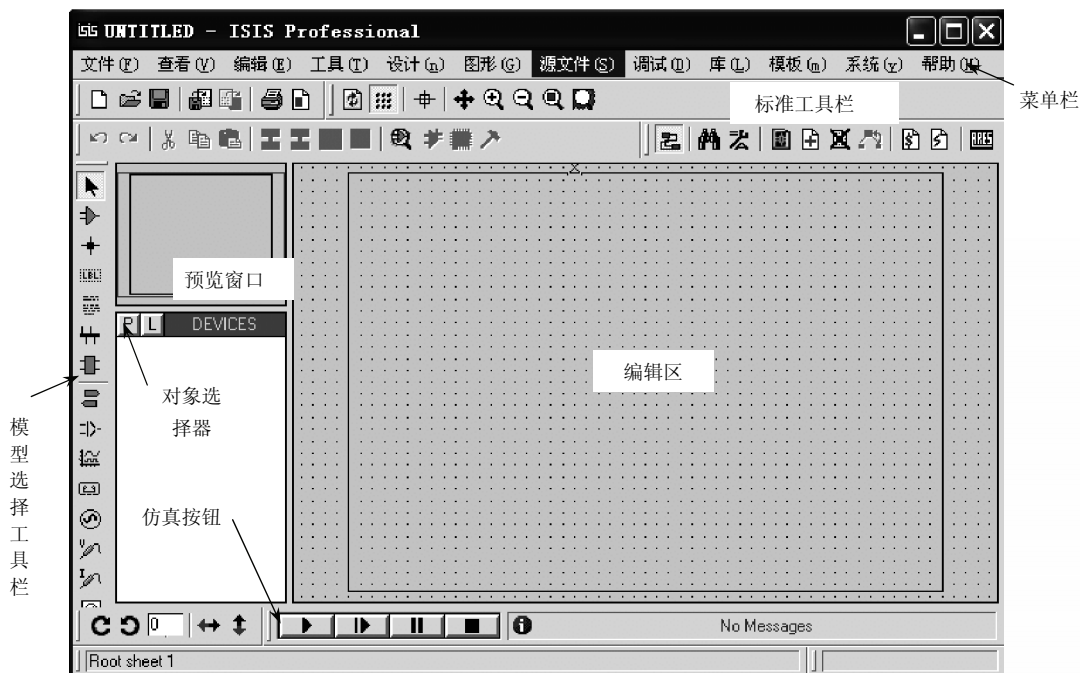 isis UNTITLED - ISIS Professional
文件(F) 查看(V) 编辑(E) 工具(T) 设计(n) 图形(G) 源文件(S) 调试(D) 库(L) 模板(m) 系统(y) 帮助(H)
菜单栏
标准工具栏
LBL
预览窗口
P L DEVICES
编辑区
对象选
择器
模型选择工具栏
仿真按钮
0
No Messages
Root sheet 1